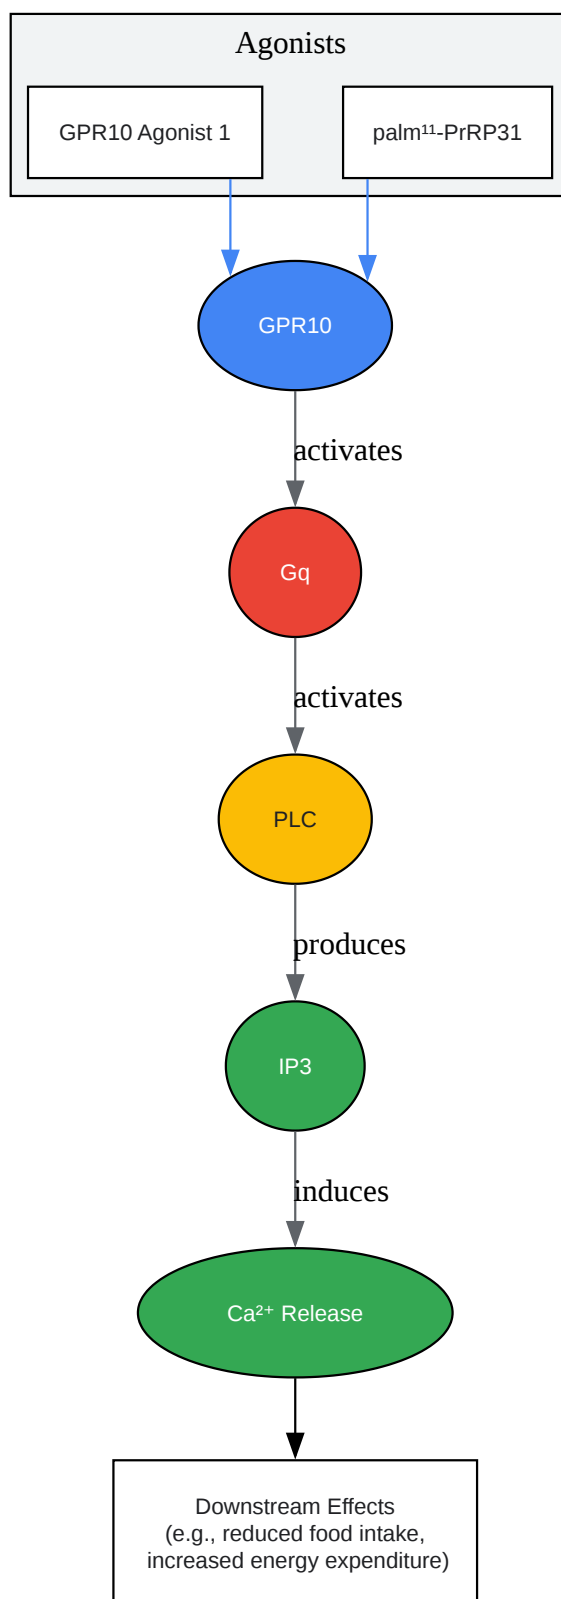 Agonists
GPR10 Agonist 1
palm¹¹-PrRP31
GPR10
activates
Gq
activates
PLC
produces
IP3
induces
Ca²⁺ Release
Downstream Effects
(e.g., reduced food intake,
increased energy expenditure)